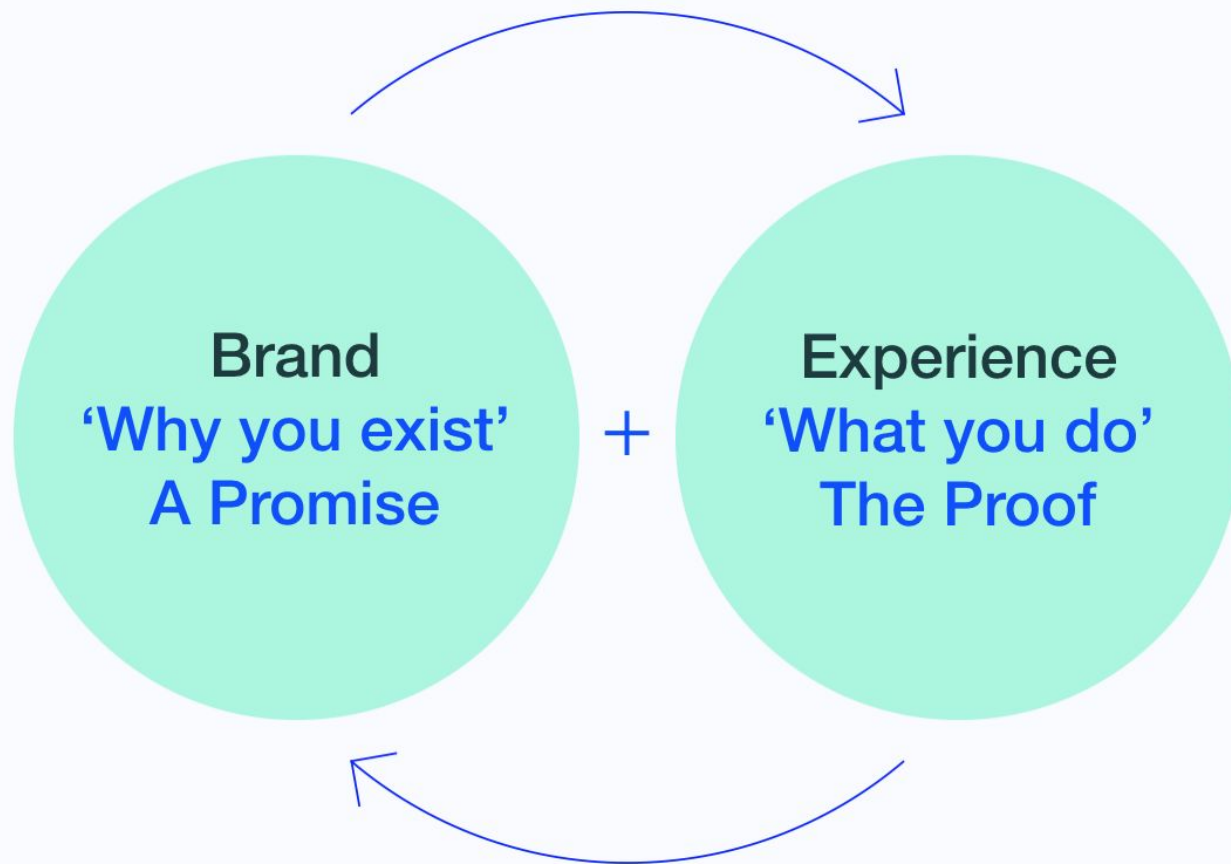 Brand
‘Why you exist’
A Promise
+
Experience
‘What you do’
The Proof